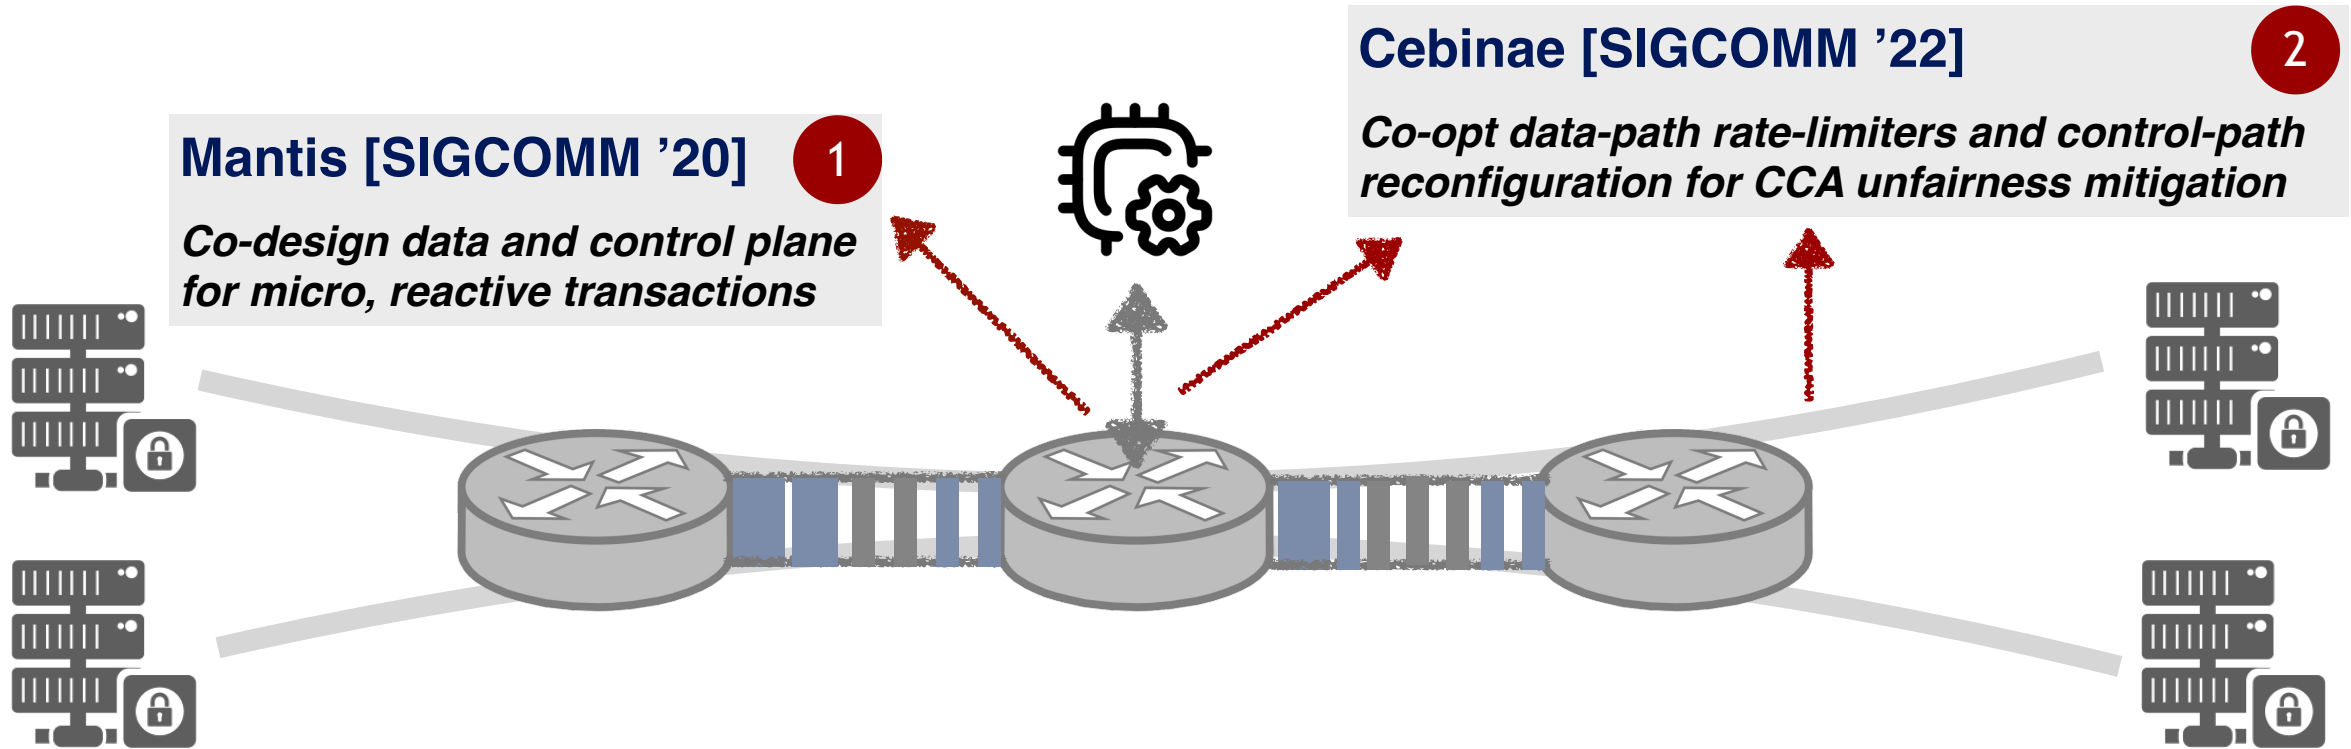 Mantis [SIGCOMM ’20]
1
Co-design data and control plane
for micro, reactive transactions
Cebinae [SIGCOMM ’22]
2
Co-opt data-path rate-limiters and control-path
reconfiguration for CCA unfairness mitigation